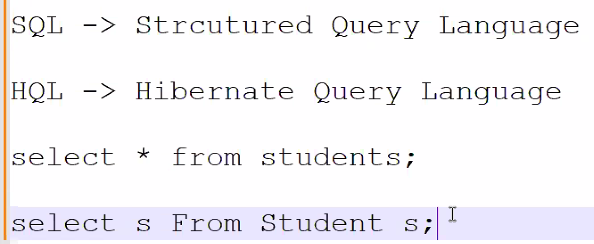 SQL -> Strcutured Query Language
HQL -> Hibernate Query Language
select * from students;
select s From Student s;